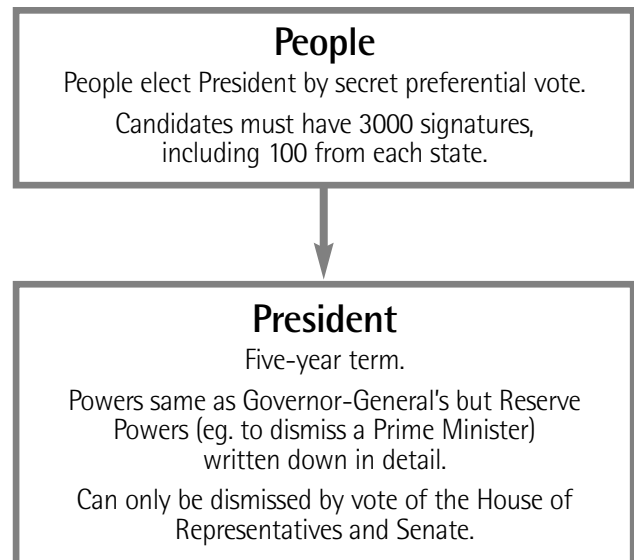 People
People elect President by secret preferential vote.
Candidates must have 3000 signatures,
including 100 from each state.
President
Five-year term.
Powers same as Governor-General's but Reserve
Powers (eg. to dismiss a Prime Minister)
written down in detail.
Can only be dismissed by vote of the House of
Representatives and Senate.